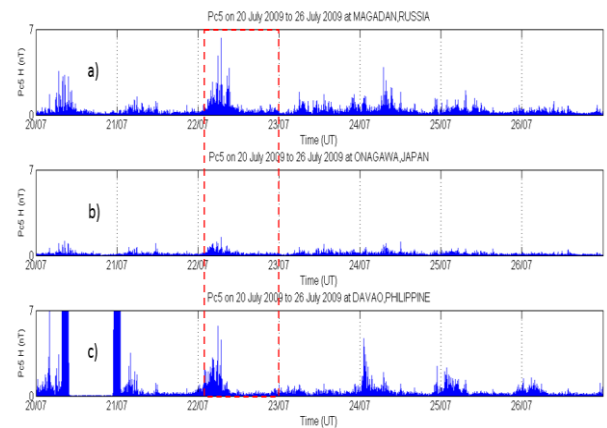 Pc5 on 20 July 2009 to 26 July 2009 at MAGADAN,RUSSIA
7
Pc5 H (nT)
a)
0
20/07 21/07 22/07 23/07 24/07 25/07 26/07
Time (UT)
Pc5 on 20 July 2009 to 26 July 2009 at ONAGAWA,JAPAN
7
Pc5 H (nT)
b)
0
20/07 21/07 22/07 23/07 24/07 25/07 26/07
Time (UT)
Pc5 on 20 July 2009 to 26 July 2009 at DAVAO,PHILIPPINE
7
Pc5 H (nT)
c)
0
20/07 21/07 22/07 23/07 24/07 25/07 26/07
Time (UT)